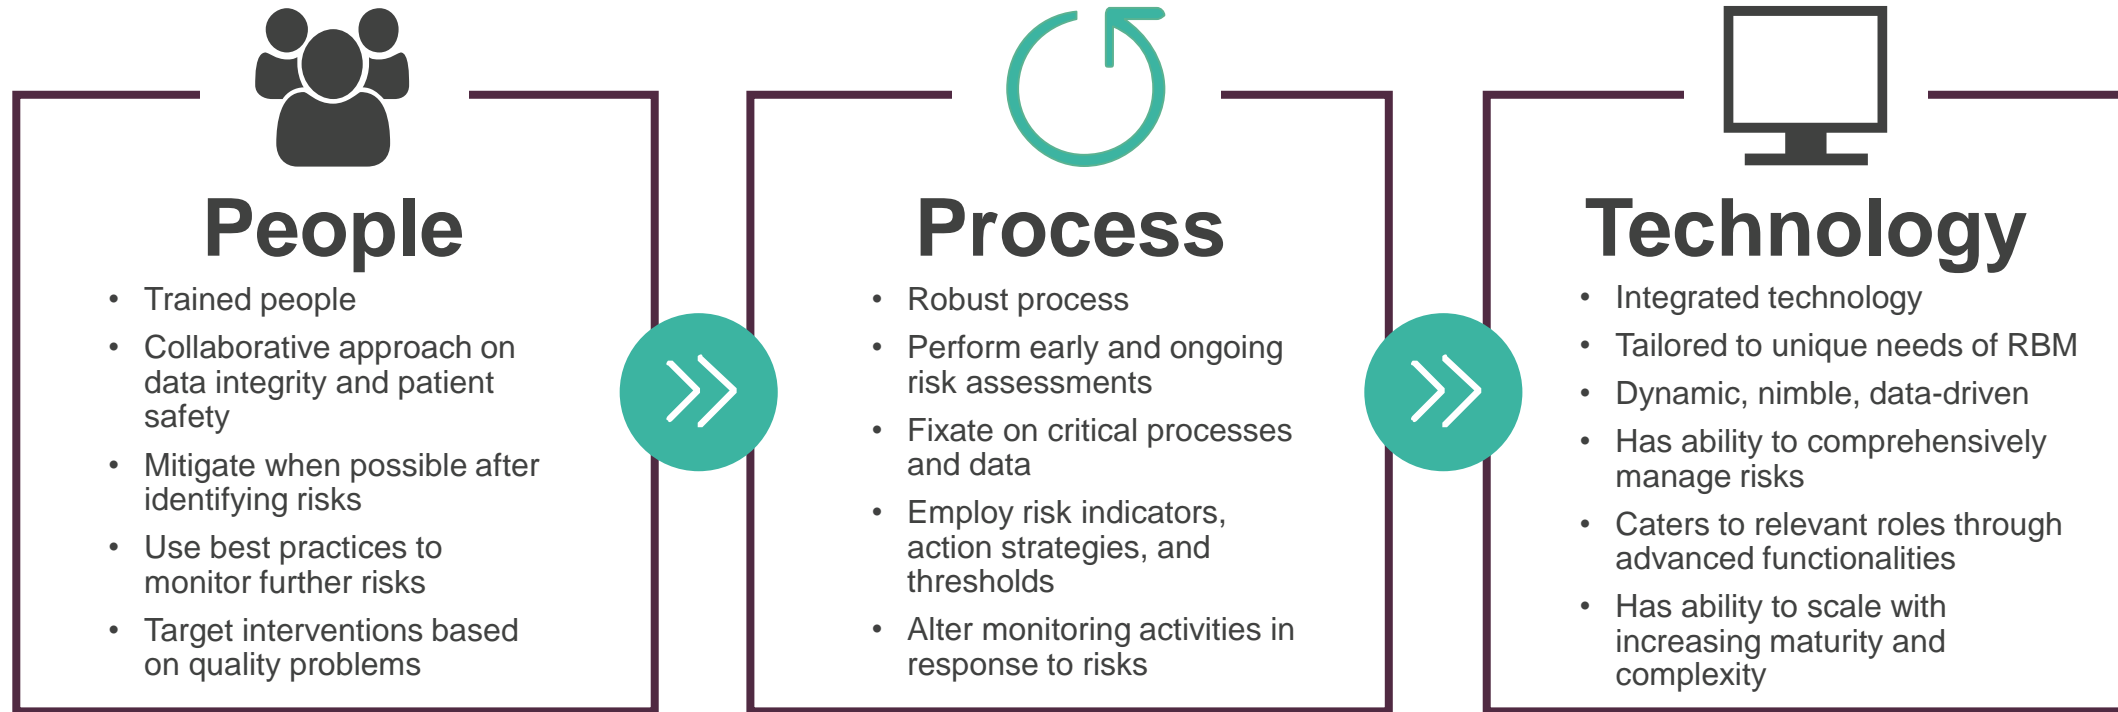 People
• Trained people
• Collaborative approach on
data integrity and patient
safety
• Mitigate when possible after
identifying risks
• Use best practices to
monitor further risks
• Target interventions based
on quality problems
Process
• Robust process
• Perform early and ongoing
risk assessments
• Fixate on critical processes
and data
• Employ risk indicators,
action strategies, and
thresholds
• Alter monitoring activities in
response to risks
Technology
• Integrated technology
• Tailored to unique needs of RBM
• Dynamic, nimble, data-driven
• Has ability to comprehensively
manage risks
• Caters to relevant roles through
advanced functionalities
• Has ability to scale with
increasing maturity and
complexity